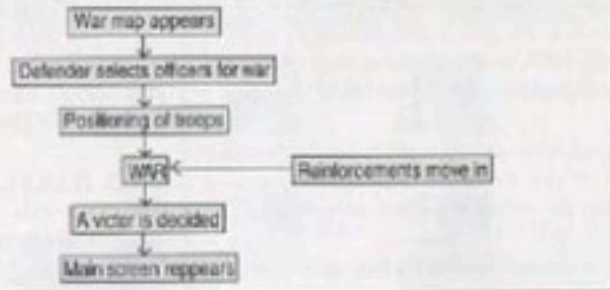 War map appears
Defender selects officers for war
Positioning of troops
WAR
Reinforcements move in
A victor is decided
Main screen reppears